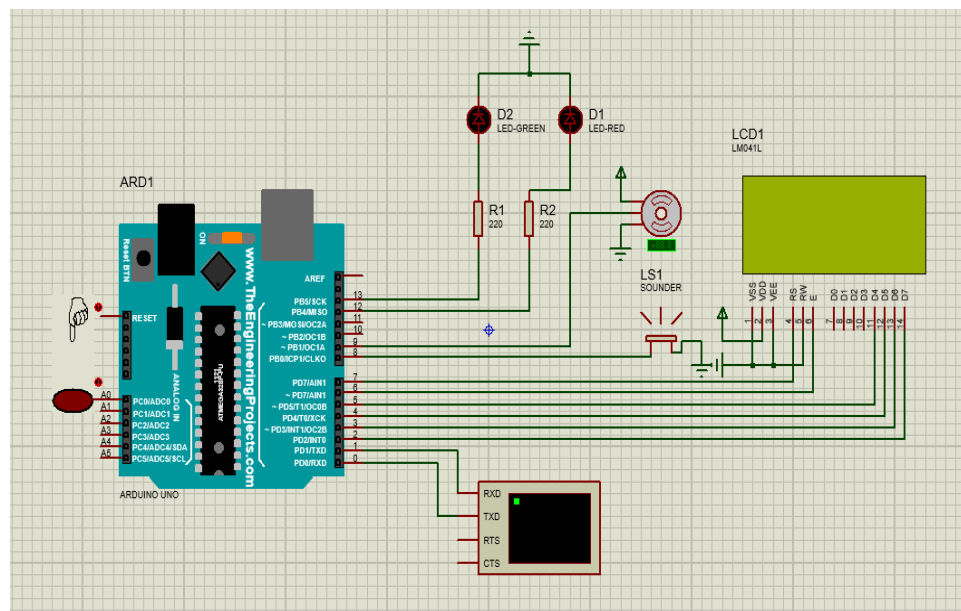 D2
LED-GREEN
D1
LED-RED
LCD1
LM041L
ARD1
R1
220
R2
220
LS1
SOUNDER
Reset BTN
ON
www.TheEngineeringProjects.com
RESET
ANALOG IN
AREF
13 PB5/SCK
12 PB4/MISO
11 ~ PB3/MOSI/OC2A
10 ~ PB2/OC1B
9 ~ PB1/OC1A
8 PB0/ICP1/CLKO
7 PD7/AIN1
6 ~ PD7/AIN1
5 ~ PD5/T1/OC0B
4 PD4/T0/XCK
3 ~ PD3/INT1/OC2B
2 PD2/INT0
1 PD1/TXD
0 PD0/RXD
A0 PC0/ADC0
A1 PC1/ADC1
A2 PC2/ADC2
A3 PC3/ADC3
A4 PC4/ADC4/SDA
A5 PC5/ADC5/SCL
ARDUINO UNO
VSS VDD VEE RS RW E D0 D1 D2 D3 D4 D5 D6 D7
1 2 3 4 5 6 7 8 9 10 11 12 13 14
RXD
TXD
RTS
CTS